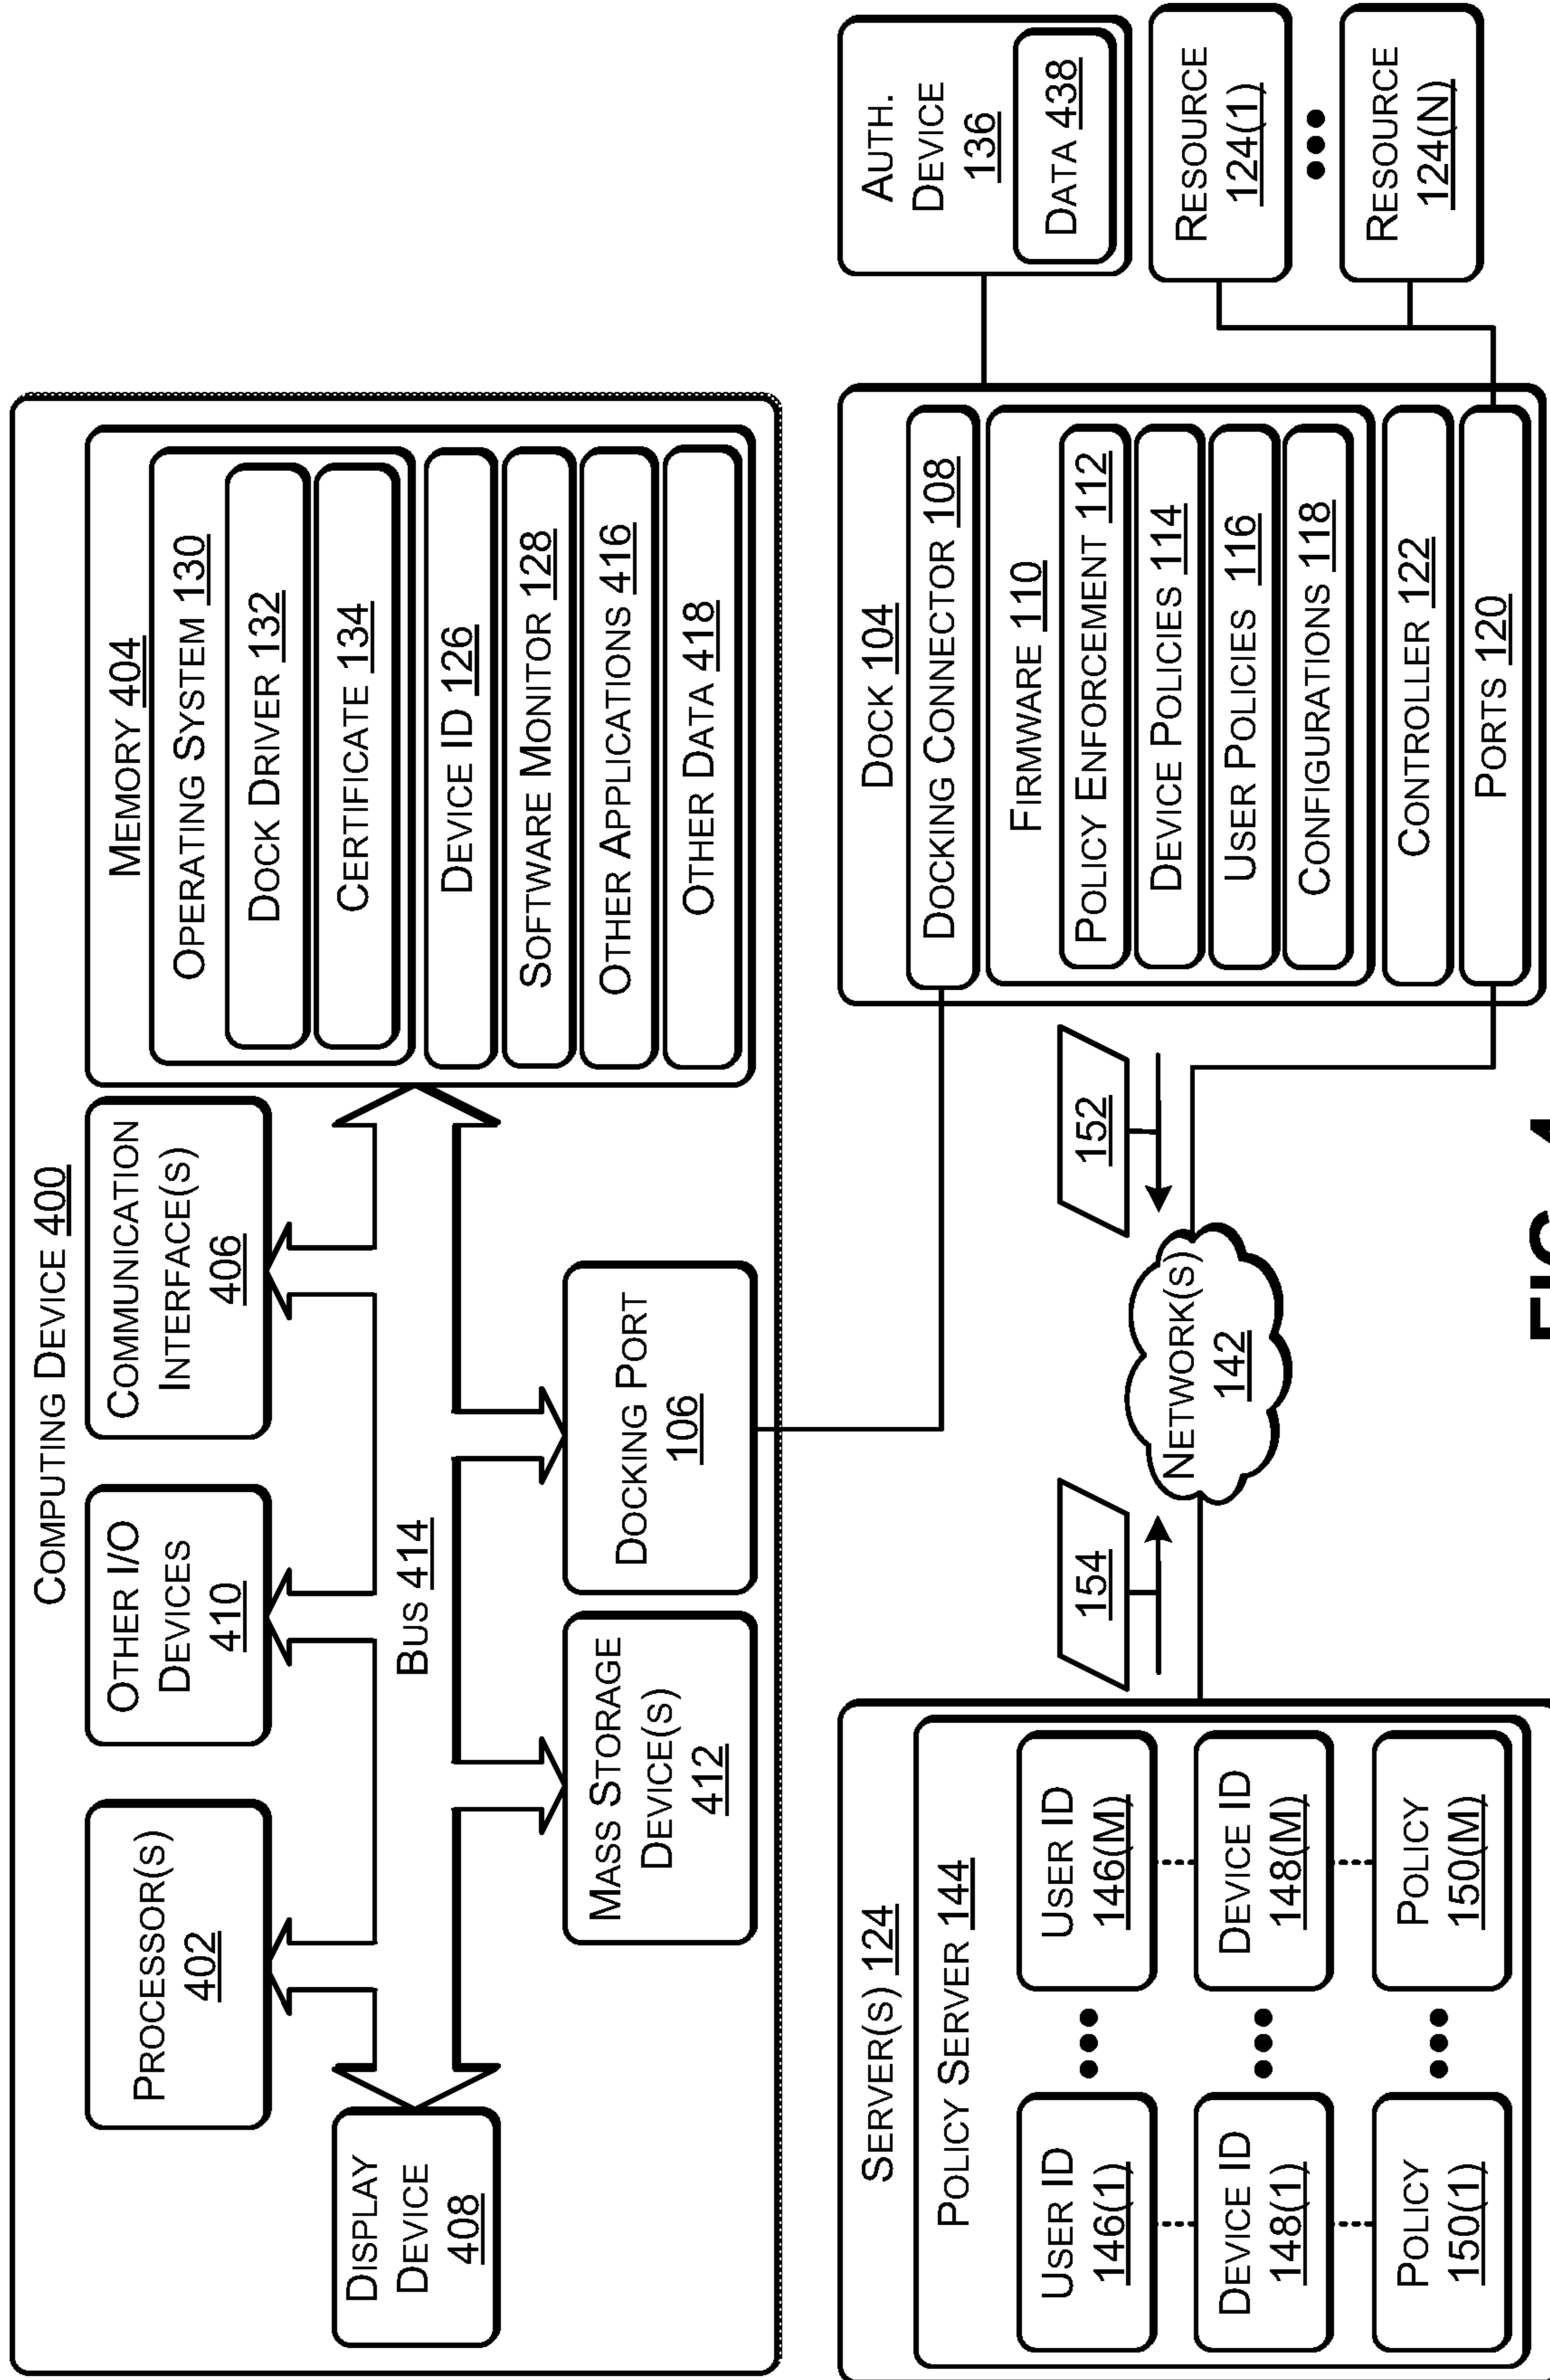 COMPUTING DEVICE 400
PROCESSOR(S)
402
OTHER I/O
DEVICES
410
COMMUNICATION
INTERFACE(S)
406
DISPLAY
DEVICE
408
BUS 414
MASS STORAGE
DEVICE(S)
412
DOCKING PORT
106
MEMORY 404
OPERATING SYSTEM 130
DOCK DRIVER 132
CERTIFICATE 134
DEVICE ID 126
SOFTWARE MONITOR 128
OTHER APPLICATIONS 416
OTHER DATA 418
SERVER(S) 124
POLICY SERVER 144
USER ID
146(1)
USER ID
146(M)
DEVICE ID
148(1)
DEVICE ID
148(M)
POLICY
150(1)
POLICY
150(M)
154
NETWORK(S)
142
152
DOCK 104
DOCKING CONNECTOR 108
FIRMWARE 110
POLICY ENFORCEMENT 112
DEVICE POLICIES 114
USER POLICIES 116
CONFIGURATIONS 118
CONTROLLER 122
PORTS 120
AUTH.
DEVICE
136
DATA 438
RESOURCE
124(1)
RESOURCE
124(N)